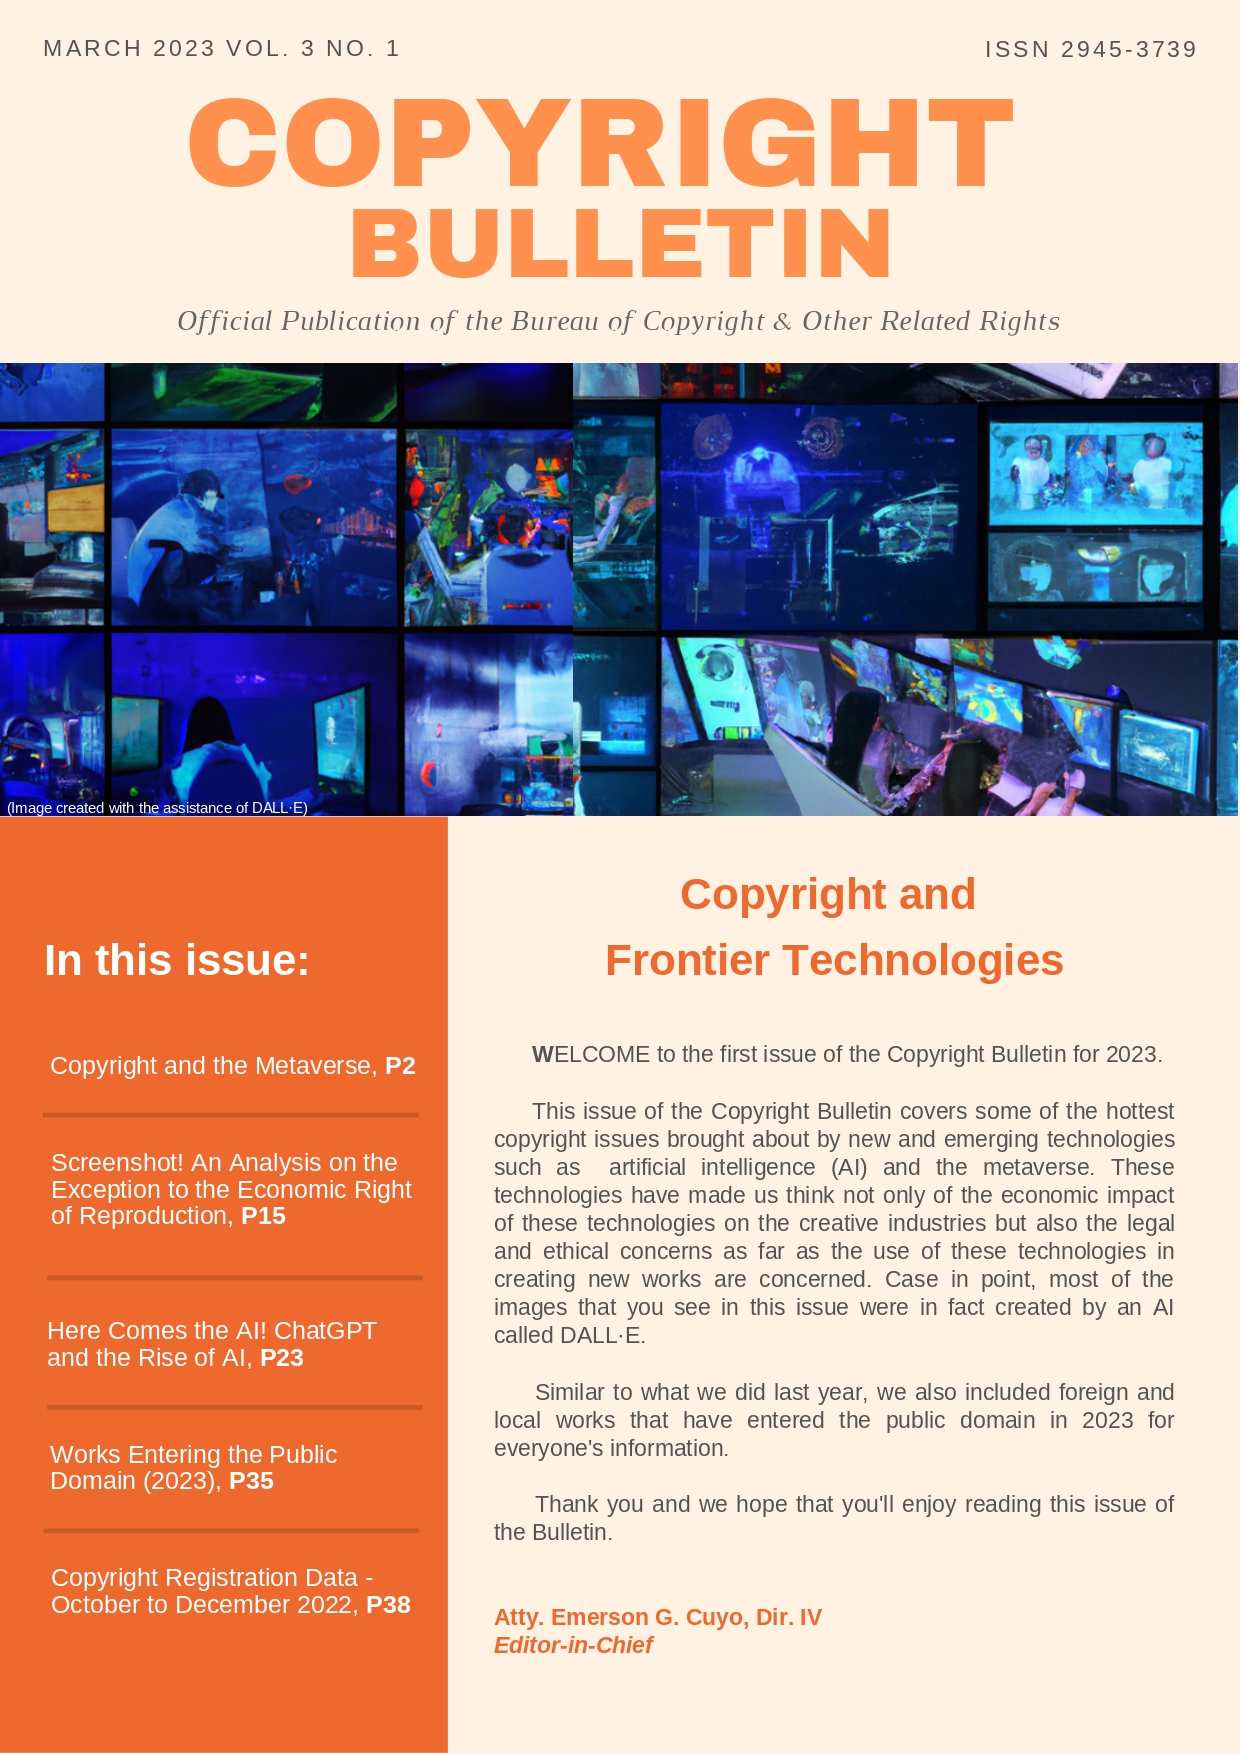 MARCH 2023 VOL. 3 NO. 1
ISSN 2945-3739
COPYRIGHT
BULLETIN
Official Publication of the Bureau of Copyright & Other Related Rights
(Image created with the assistance of DALL·E)
In this issue:
Copyright and the Metaverse, P2
Screenshot! An Analysis on the
Exception to the Economic Right
of Reproduction, P15
Here Comes the AI! ChatGPT
and the Rise of AI, P23
Works Entering the Public
Domain (2023), P35
Copyright Registration Data -
October to December 2022, P38
Copyright and
Frontier Technologies
WELCOME to the first issue of the Copyright Bulletin for 2023.
This issue of the Copyright Bulletin covers some of the hottest
copyright issues brought about by new and emerging technologies
such as artificial intelligence (AI) and the metaverse. These
technologies have made us think not only of the economic impact
of these technologies on the creative industries but also the legal
and ethical concerns as far as the use of these technologies in
creating new works are concerned. Case in point, most of the
images that you see in this issue were in fact created by an AI
called DALL·E.
Similar to what we did last year, we also included foreign and
local works that have entered the public domain in 2023 for
everyone's information.
Thank you and we hope that you'll enjoy reading this issue of
the Bulletin.
Atty. Emerson G. Cuyo, Dir. IV
Editor-in-Chief